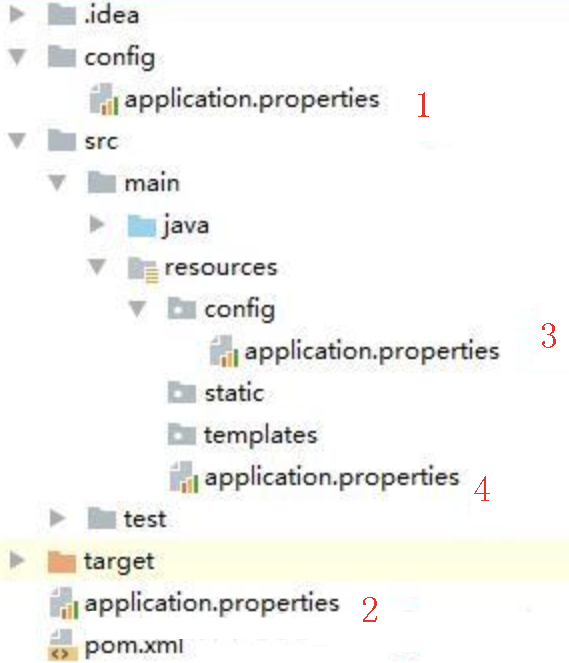 .idea
config
application.properties 1
src
main
java
resources
config
application.properties 3
static
templates
application.properties 4
test
target
application.properties 2
pom.xml